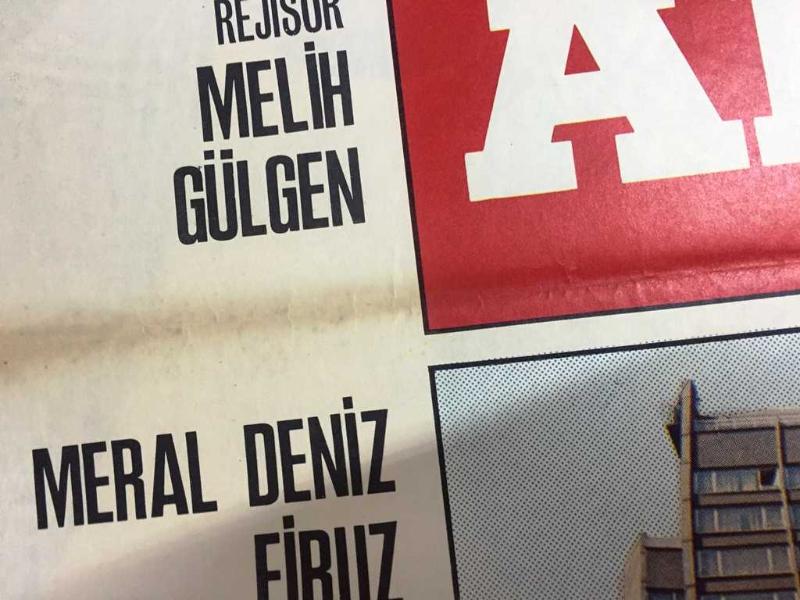 REJİSÖR
MELİH
GÜLGEN
A
MERAL DENİZ
FİRUZ